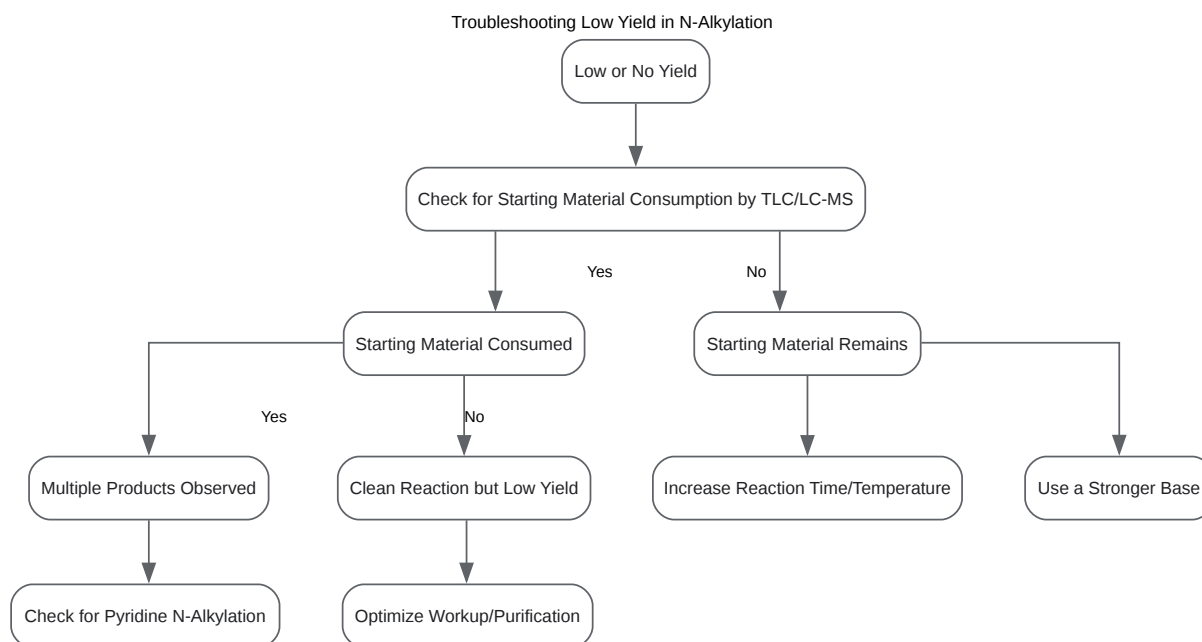 Troubleshooting Low Yield in N-Alkylation
Low or No Yield
Check for Starting Material Consumption by TLC/LC-MS
Yes
No
Starting Material Consumed
Starting Material Remains
Yes
No
Multiple Products Observed
Clean Reaction but Low Yield
Increase Reaction Time/Temperature
Use a Stronger Base
Check for Pyridine N-Alkylation
Optimize Workup/Purification